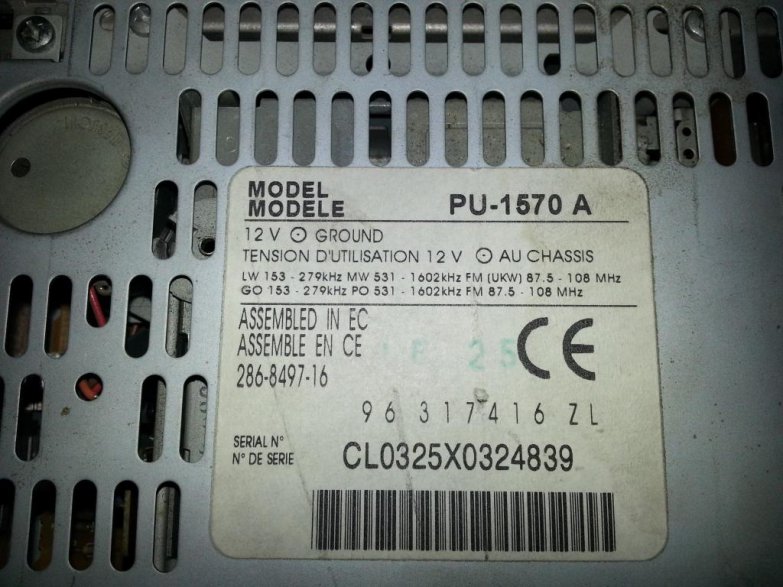 MODEL
MODELE PU-1570 A
12 V ⊙ GROUND
TENSION D'UTILISATION 12 V ⊙ AU CHASSIS
LW 153 - 279kHz MW 531 - 1602kHz FM (UKW) 87.5 - 108 MHz
GO 153 - 279kHz PO 531 - 1602kHz FM 87.5 - 108 MHz
ASSEMBLED IN EC
ASSEMBLE EN CE
25 CE
286-8497-16
96 317416 ZL
SERIAL N°
N° DE SERIE CL0325X0324839